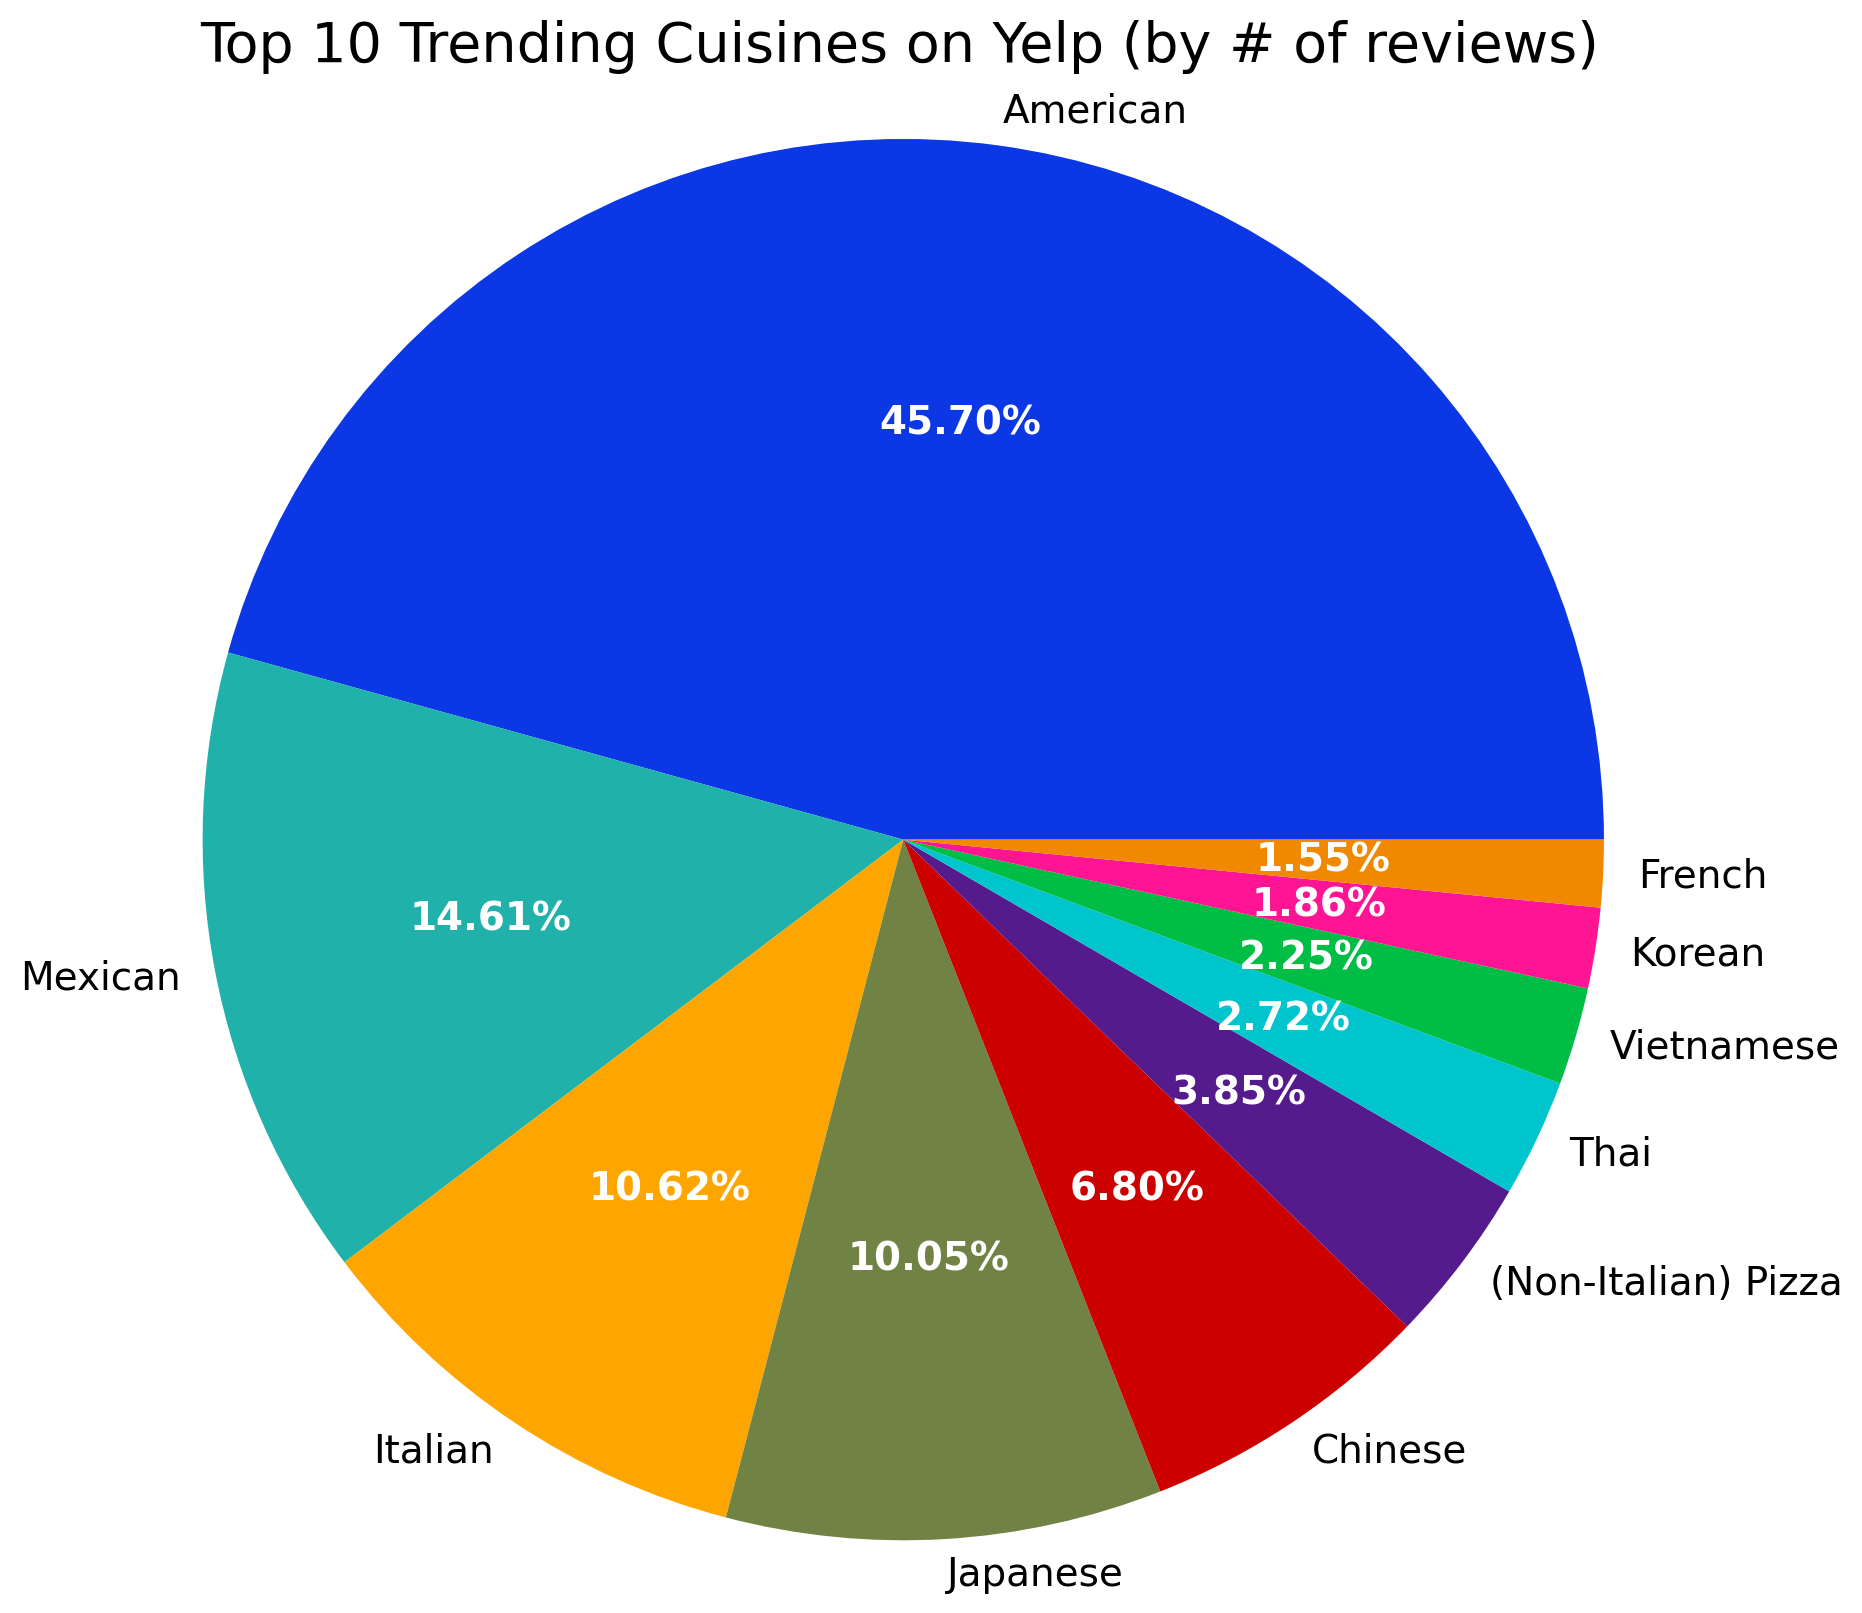 Top 10 Trending Cuisines on Yelp (by # of reviews)
American
45.70%
1.55%
French
1.86%
Korean
14.61%
2.25%
Mexican
2.72%
Vietnamese
3.85%
Thai
10.62%
6.80%
10.05%
(Non-Italian) Pizza
Italian
Chinese
Japanese